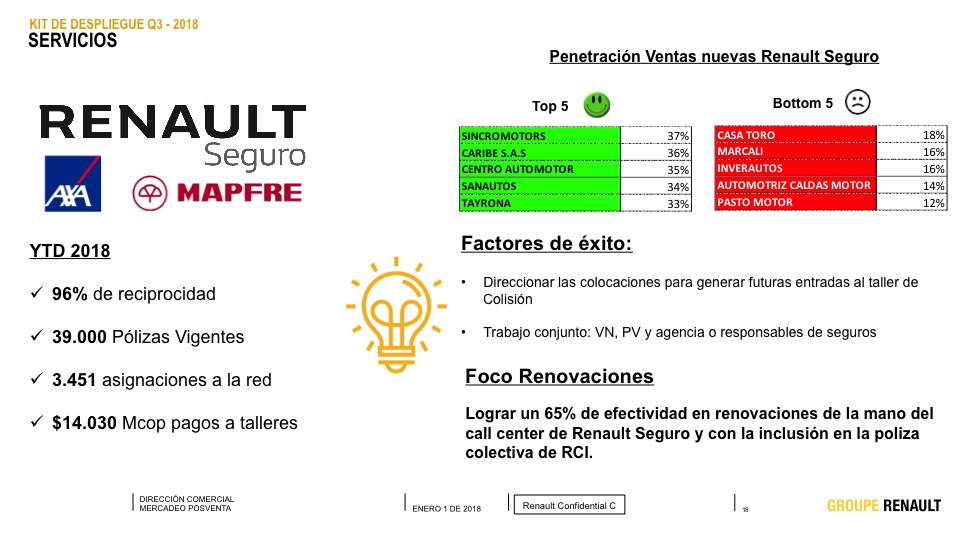 KIT DE DESPLIEGUE Q3 - 2018
SERVICIOS
RENAULT
Seguro
AXA
MAPFRE
YTD 2018
✓ 96% de reciprocidad
✓ 39.000 Pólizas Vigentes
✓ 3.451 asignaciones a la red
✓ $14.030 Mcop pagos a talleres
Penetración Ventas nuevas Renault Seguro
Top 5
SINCROMOTORS 37%
CARIBE S.A.S 36%
CENTRO AUTOMOTOR 35%
SANAUTOS 34%
TAYRONA 33%
Bottom 5
CASA TORO 18%
MARCALI 16%
INVERAUTOS 16%
AUTOMOTRIZ CALDAS MOTOR 14%
PASTO MOTOR 12%
Factores de éxito:
• Direccionar las colocaciones para generar futuras entradas al taller de
Colisión
• Trabajo conjunto: VN, PV y agencia o responsables de seguros
Foco Renovaciones
Lograr un 65% de efectividad en renovaciones de la mano del
call center de Renault Seguro y con la inclusión en la poliza
colectiva de RCI.
DIRECCIÓN COMERCIAL
MERCADEO POSVENTA
ENERO 1 DE 2018
Renault Confidential C
18
GROUPE RENAULT